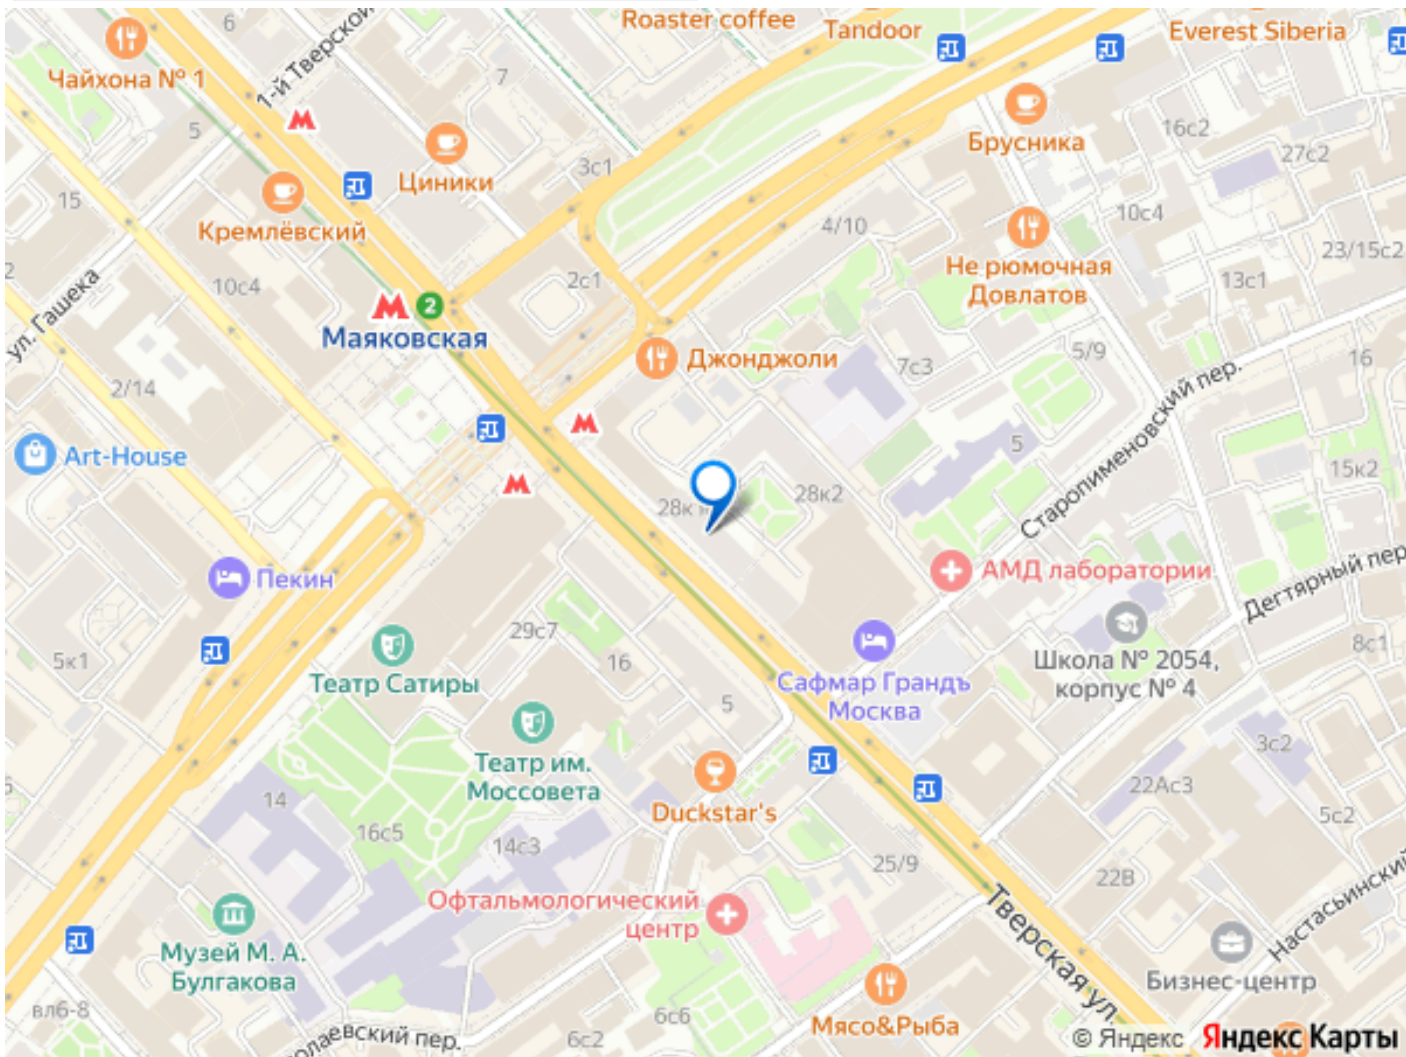 Roaster coffee
Tandoor
Everest Siberia
6
Чайхона № 1
1-й Тверской
7
5
Брусника
16с2
27с2
Циники
3с1
15
Кремлёвский
10с4
4/10
Не рюмочная
Довлатов
23/15с2
2
ул. Гашека
10с4
2с1
13с1
2
Маяковская
Джонджоли
7с3
5/9
16
2/14
Старопименовский пер.
Art-House
5
15к2
28к
28к2
Пекин
АМД лаборатории
Дегтярный пер
29с7
16
Школа № 2054,
корпус № 4
8с1
5к1
Театр Сатиры
Сафмар Грандъ
Москва
5
3с2
Театр им.
Моссовета
22Ас3
14
Duckstar's
5с2
16с5
14с3
25/9
22В
Офтальмологический
центр
Тверская ул.
Настасьинский
Музей М. А.
Булгакова
Бизнес-центр
вл6-8
олаевский пер.
6с2
6с6
Мясо&Рыба
© Яндекс Яндекс Карты